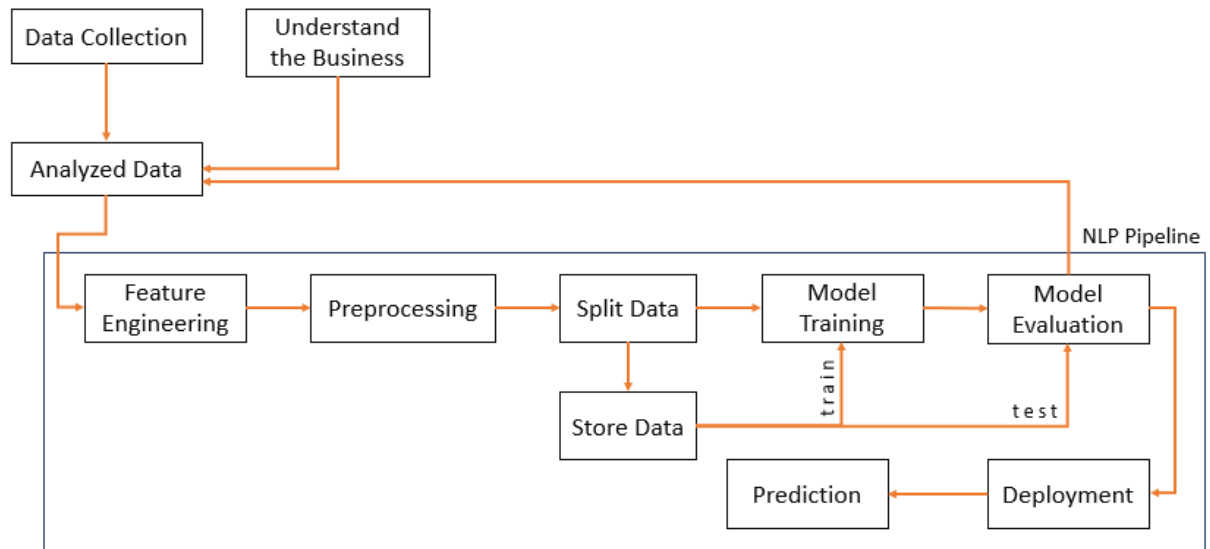 Data Collection
Understand
the Business
Analyzed Data
NLP Pipeline
Feature
Engineering
Preprocessing
Split Data
Model
Training
Model
Evaluation
train
test
Store Data
Prediction
Deployment